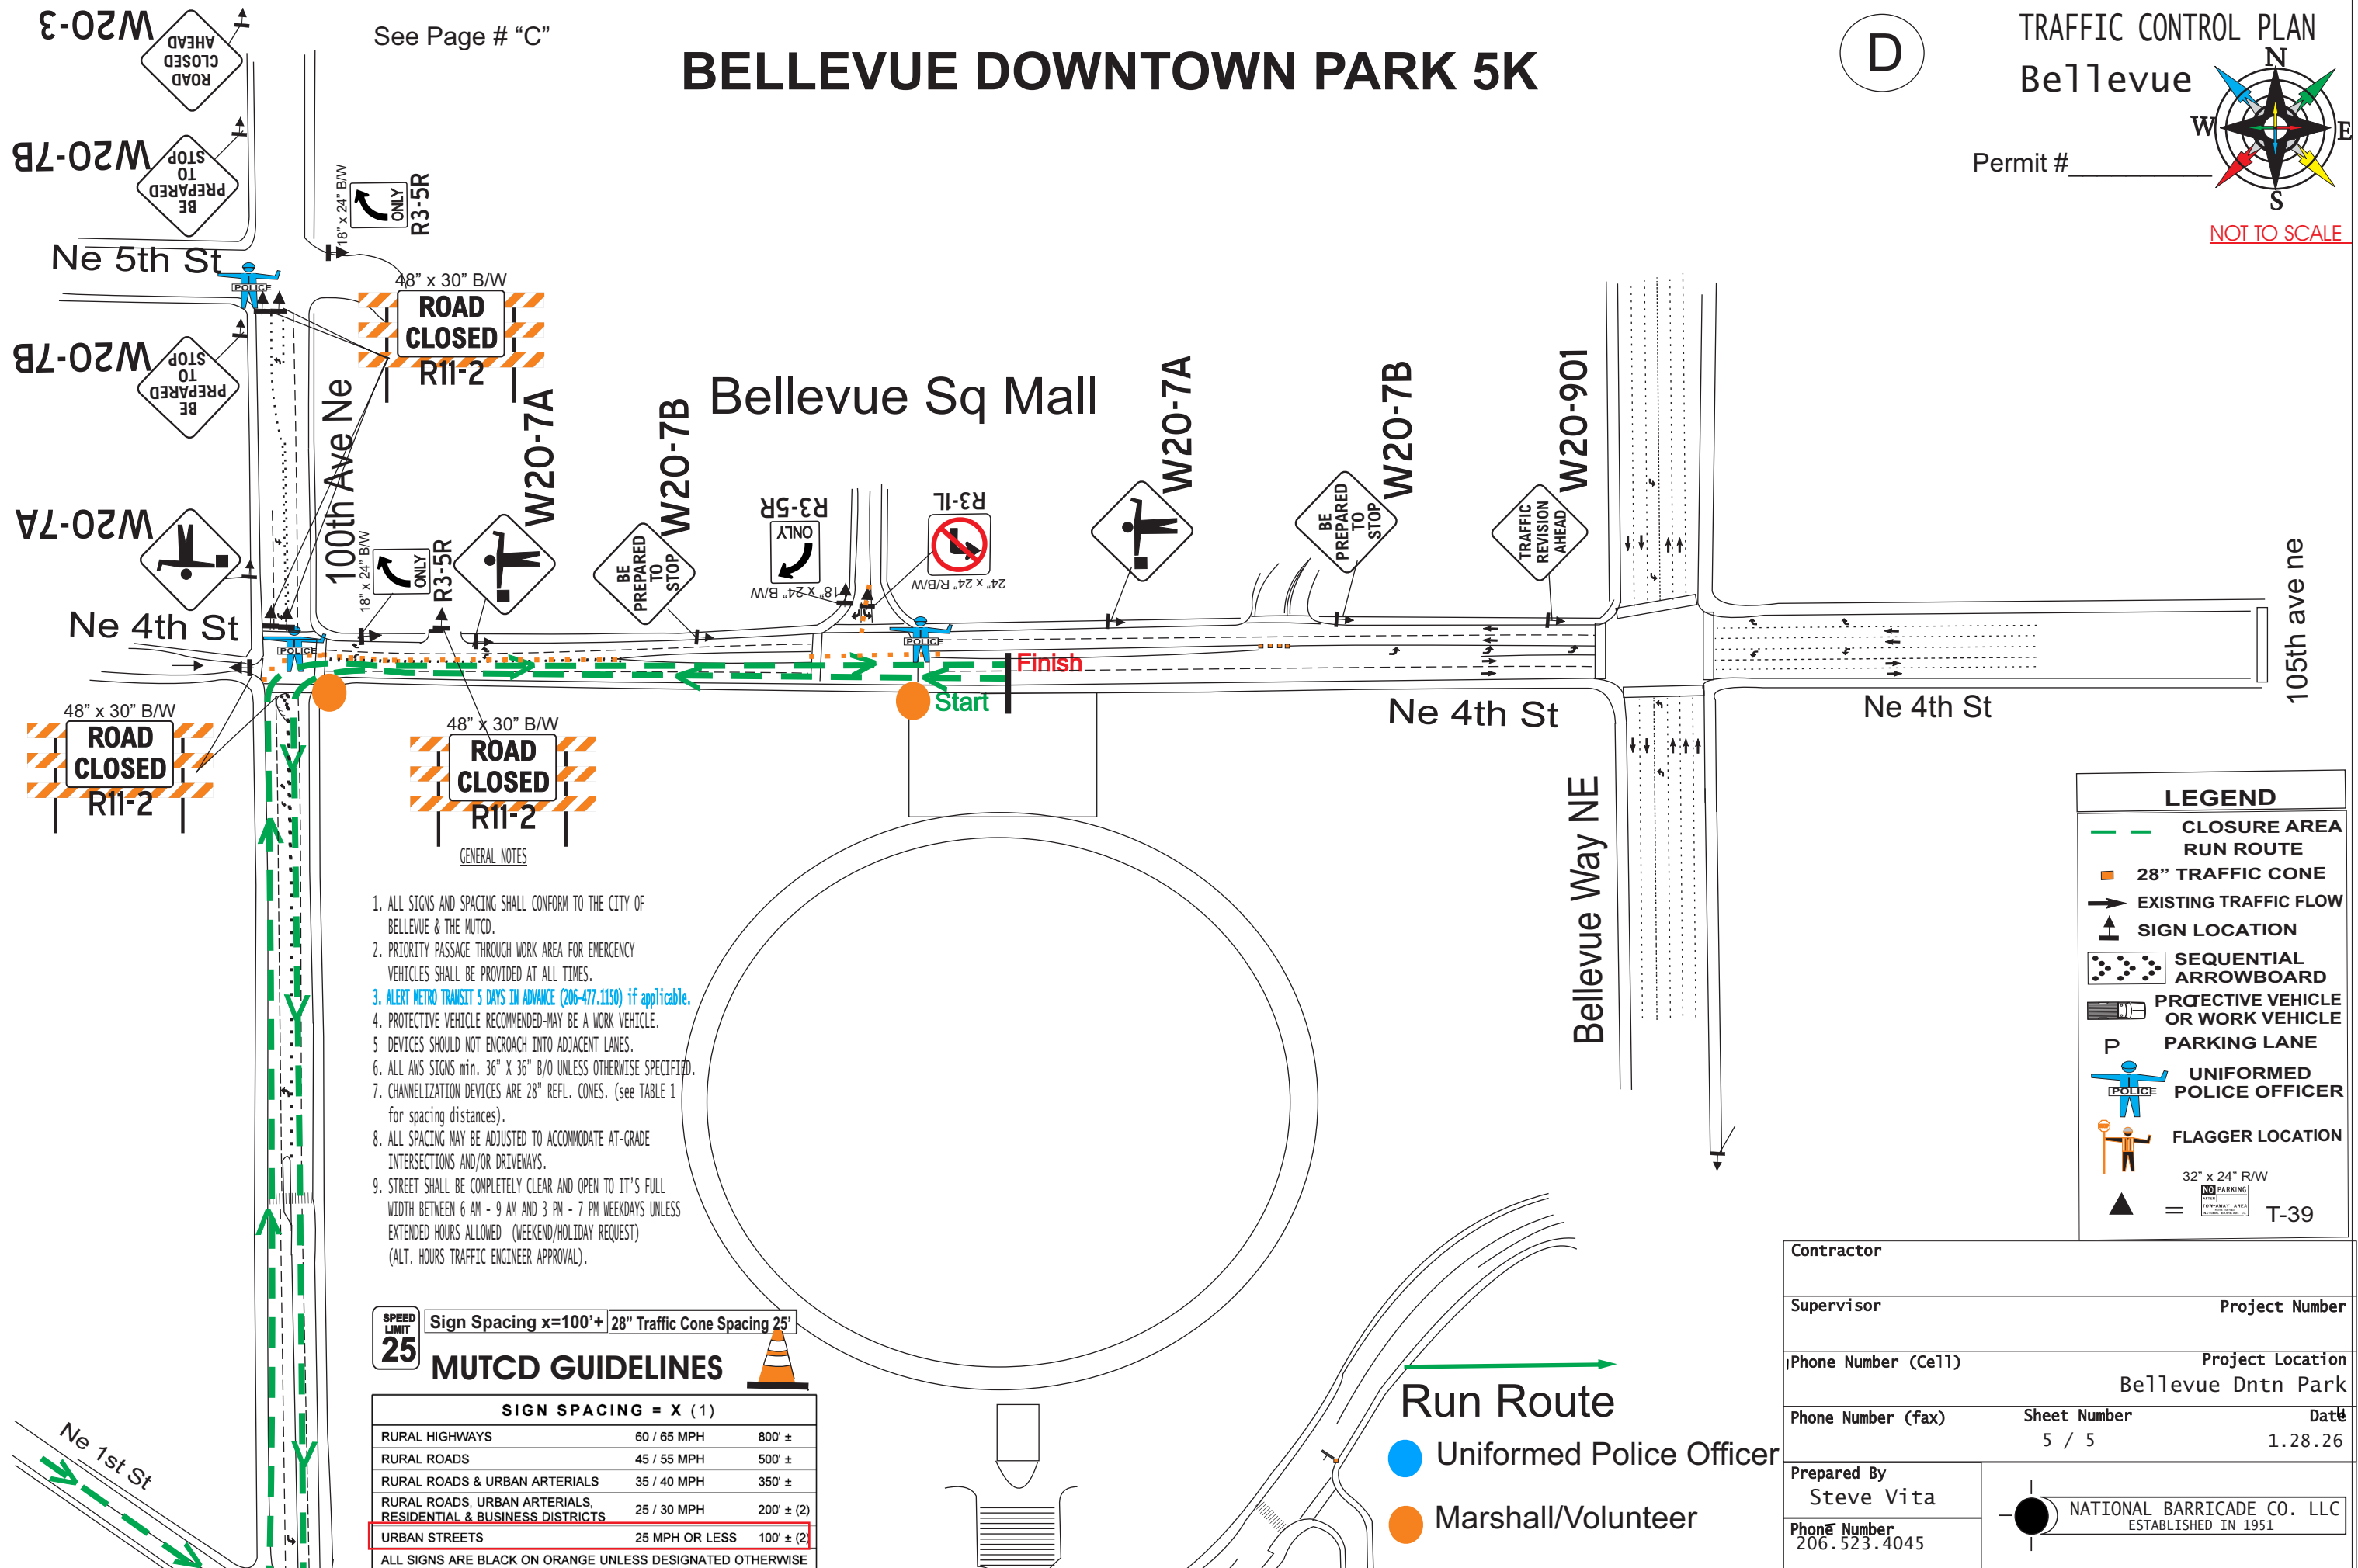 See Page # “C”
BELLEVUE DOWNTOWN PARK 5K
D
TRAFFIC CONTROL PLAN
Bellevue
Permit #__________
N
W
E
S
NOT TO SCALE
W20-3
ROAD
CLOSED
AHEAD
W20-7B
BE
PREPARED
TO
STOP
18" x 24" B/W
ONLY
R3-5R
Ne 5th St
POLICE
48” x 30” B/W
ROAD
CLOSED
R11-2
W20-7B
BE
PREPARED
TO
STOP
100th Ave Ne
W20-7A
Bellevue Sq Mall
W20-7A
W20-7B
BE
PREPARED
TO
STOP
18" x 24" B/W
ONLY
R3-5R
W20-7A
W20-7B
BE
PREPARED
TO
STOP
W20-901
TRAFFIC
REVISION
AHEAD
R3-5R
ONLY
18" x 24" B/W
R3-1L
24" x 24" R/B/W
Ne 4th St
POLICE
POLICE
Finish
Start
Ne 4th St
Ne 4th St
105th ave ne
Bellevue Way NE
48” x 30” B/W
ROAD
CLOSED
R11-2
48” x 30” B/W
ROAD
CLOSED
R11-2
GENERAL NOTES
1. ALL SIGNS AND SPACING SHALL CONFORM TO THE CITY OF
BELLEVUE & THE MUTCD.
2. PRIORITY PASSAGE THROUGH WORK AREA FOR EMERGENCY
VEHICLES SHALL BE PROVIDED AT ALL TIMES.
3. ALERT METRO TRANSIT 5 DAYS IN ADVANCE (206-477.1150) if applicable.
4. PROTECTIVE VEHICLE RECOMMENDED-MAY BE A WORK VEHICLE.
5 DEVICES SHOULD NOT ENCROACH INTO ADJACENT LANES.
6. ALL AWS SIGNS min. 36” X 36” B/O UNLESS OTHERWISE SPECIFIED.
7. CHANNELIZATION DEVICES ARE 28” REFL. CONES. (see TABLE 1
for spacing distances).
8. ALL SPACING MAY BE ADJUSTED TO ACCOMMODATE AT-GRADE
INTERSECTIONS AND/OR DRIVEWAYS.
9. STREET SHALL BE COMPLETELY CLEAR AND OPEN TO IT’S FULL
WIDTH BETWEEN 6 AM - 9 AM AND 3 PM - 7 PM WEEKDAYS UNLESS
EXTENDED HOURS ALLOWED (WEEKEND/HOLIDAY REQUEST)
(ALT. HOURS TRAFFIC ENGINEER APPROVAL).
SPEED
LIMIT
25
Sign Spacing x=100’+
28” Traffic Cone Spacing 25’
MUTCD GUIDELINES
SIGN SPACING = X (1)
RURAL HIGHWAYS 60 / 65 MPH 800' ±
RURAL ROADS 45 / 55 MPH 500' ±
RURAL ROADS & URBAN ARTERIALS 35 / 40 MPH 350' ±
RURAL ROADS, URBAN ARTERIALS,
RESIDENTIAL & BUSINESS DISTRICTS 25 / 30 MPH 200' ± (2)
URBAN STREETS 25 MPH OR LESS 100' ± (2)
ALL SIGNS ARE BLACK ON ORANGE UNLESS DESIGNATED OTHERWISE
Ne 1st St
Run Route
Uniformed Police Officer
Marshall/Volunteer
LEGEND
CLOSURE AREA
RUN ROUTE
28” TRAFFIC CONE
EXISTING TRAFFIC FLOW
SIGN LOCATION
SEQUENTIAL
ARROWBOARD
PROTECTIVE VEHICLE
OR WORK VEHICLE
P PARKING LANE
POLICE
UNIFORMED
POLICE OFFICER
FLAGGER LOCATION
32” x 24” R/W
NO PARKING
TOW-AWAY AREA
= T-39
Contractor
Supervisor
Project Number
Phone Number (Cell)
Project Location
Bellevue Dntn Park
Phone Number (fax)
Sheet Number
5 / 5
Date
1.28.26
Prepared By
Steve Vita
Phone Number
206.523.4045
NATIONAL BARRICADE CO. LLC
ESTABLISHED IN 1951